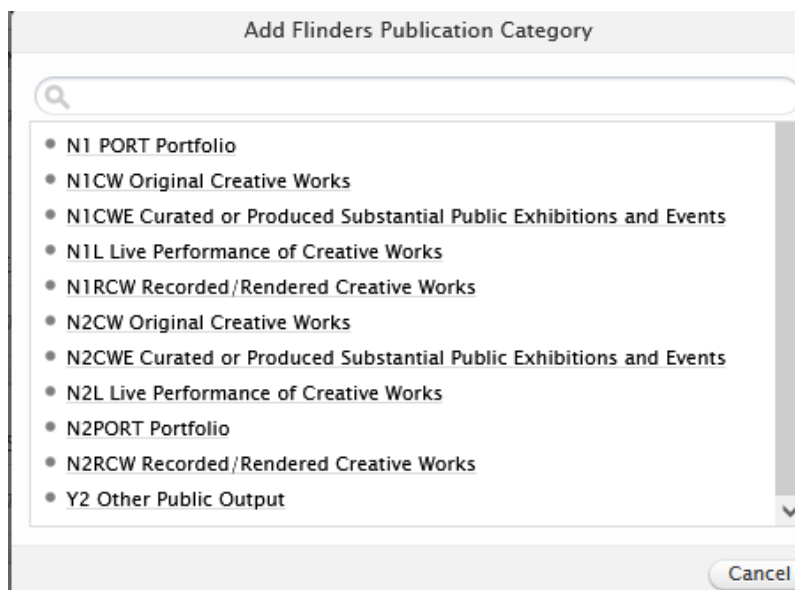 Add Flinders Publication Category
N1 PORT Portfolio
N1CW Original Creative Works
N1CWE Curated or Produced Substantial Public Exhibitions and Events
N1L Live Performance of Creative Works
N1RCW Recorded/Rendered Creative Works
N2CW Original Creative Works
N2CWE Curated or Produced Substantial Public Exhibitions and Events
N2L Live Performance of Creative Works
N2PORT Portfolio
N2RCW Recorded/Rendered Creative Works
Y2 Other Public Output
Cancel